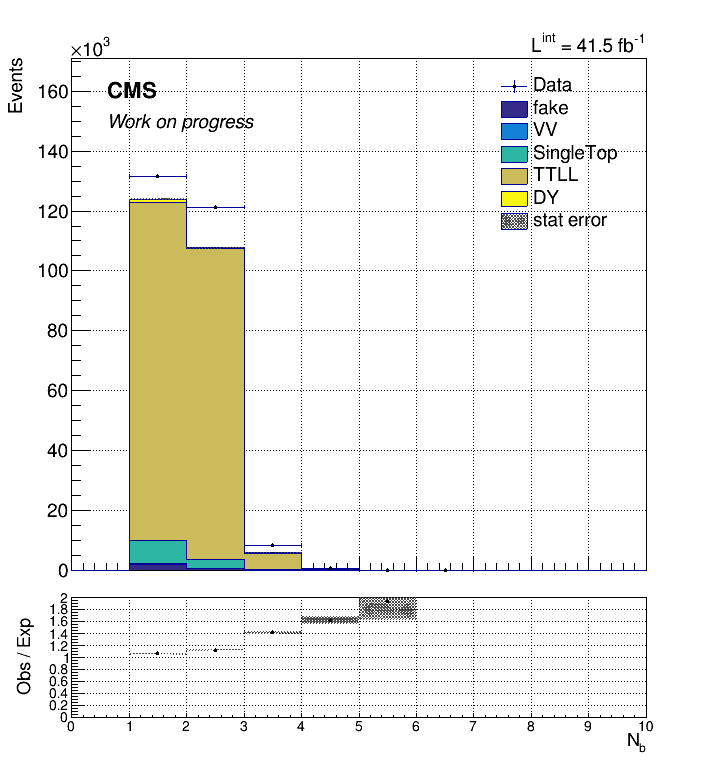 ×10³
L^int = 41.5 fb⁻¹
Events
160
140
120
100
80
60
40
20
0
CMS
Work on progress
Data
fake
VV
SingleTop
TTLL
DY
stat error
Obs / Exp
2
1.8
1.6
1.4
1.2
1
0.8
0.6
0.4
0.2
0
0 1 2 3 4 5 6 7 8 9 10
N_b